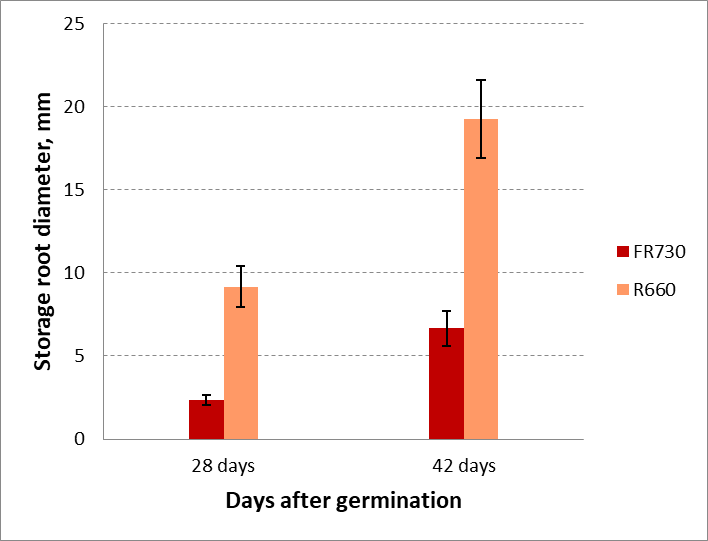 25
20
15
10
5
0
Storage root diameter, mm
28 days
42 days
Days after germination
FR730
R660